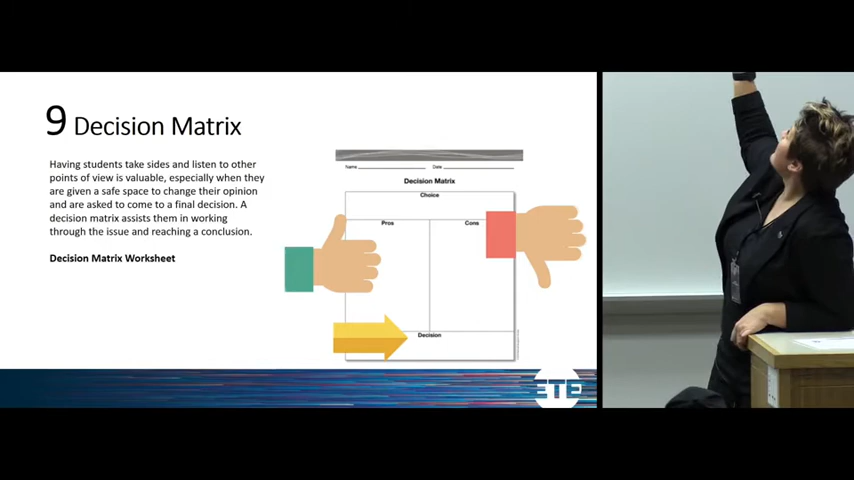 9 Decision Matrix
Having students take sides and listen to other
points of view is valuable, especially when they
are given a safe space to change their opinion
and are asked to come to a final decision. A
decision matrix assists them in working
through the issue and reaching a conclusion.
Decision Matrix Worksheet
Name
Date
Decision Matrix
Choice
Pros
Cons
Decision
ETE